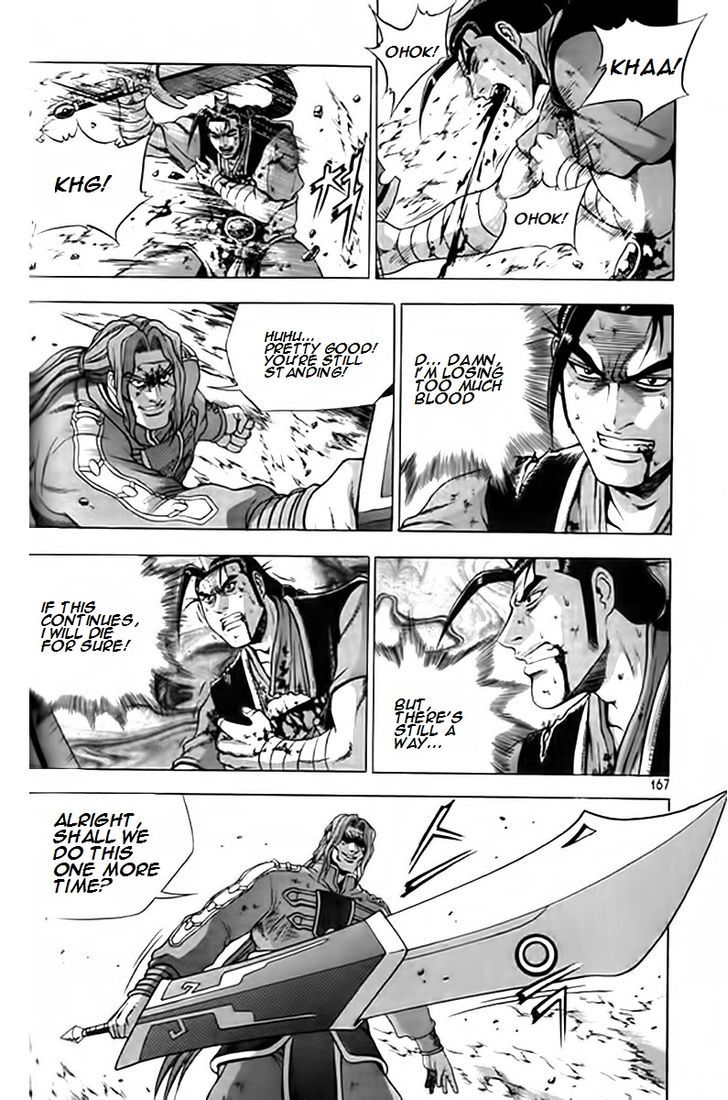 KHG!
OHOK!
KHAA!
OHOK!
HUHU...
PRETTY GOOD!
YOU'RE STILL
STANDING!
D... DAMN,
I'M LOSING
TOO MUCH
BLOOD
IF THIS
CONTINUES,
I WILL DIE
FOR SURE!
BUT,
THERE'S
STILL A
WAY...
167
ALRIGHT,
SHALL WE
DO THIS
ONE MORE
TIME?